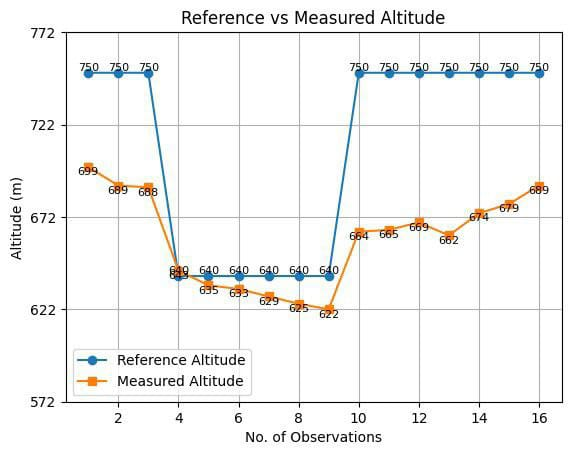 Reference vs Measured Altitude
772
722
672
622
572
Altitude (m)
750 750 750 750 750 750 750 750 750 750
699 689 688
640 640 640 640 640 640
635 633 629 625 622
664 665 669 662 674 679 689
Reference Altitude
Measured Altitude
2 4 6 8 10 12 14 16
No. of Observations